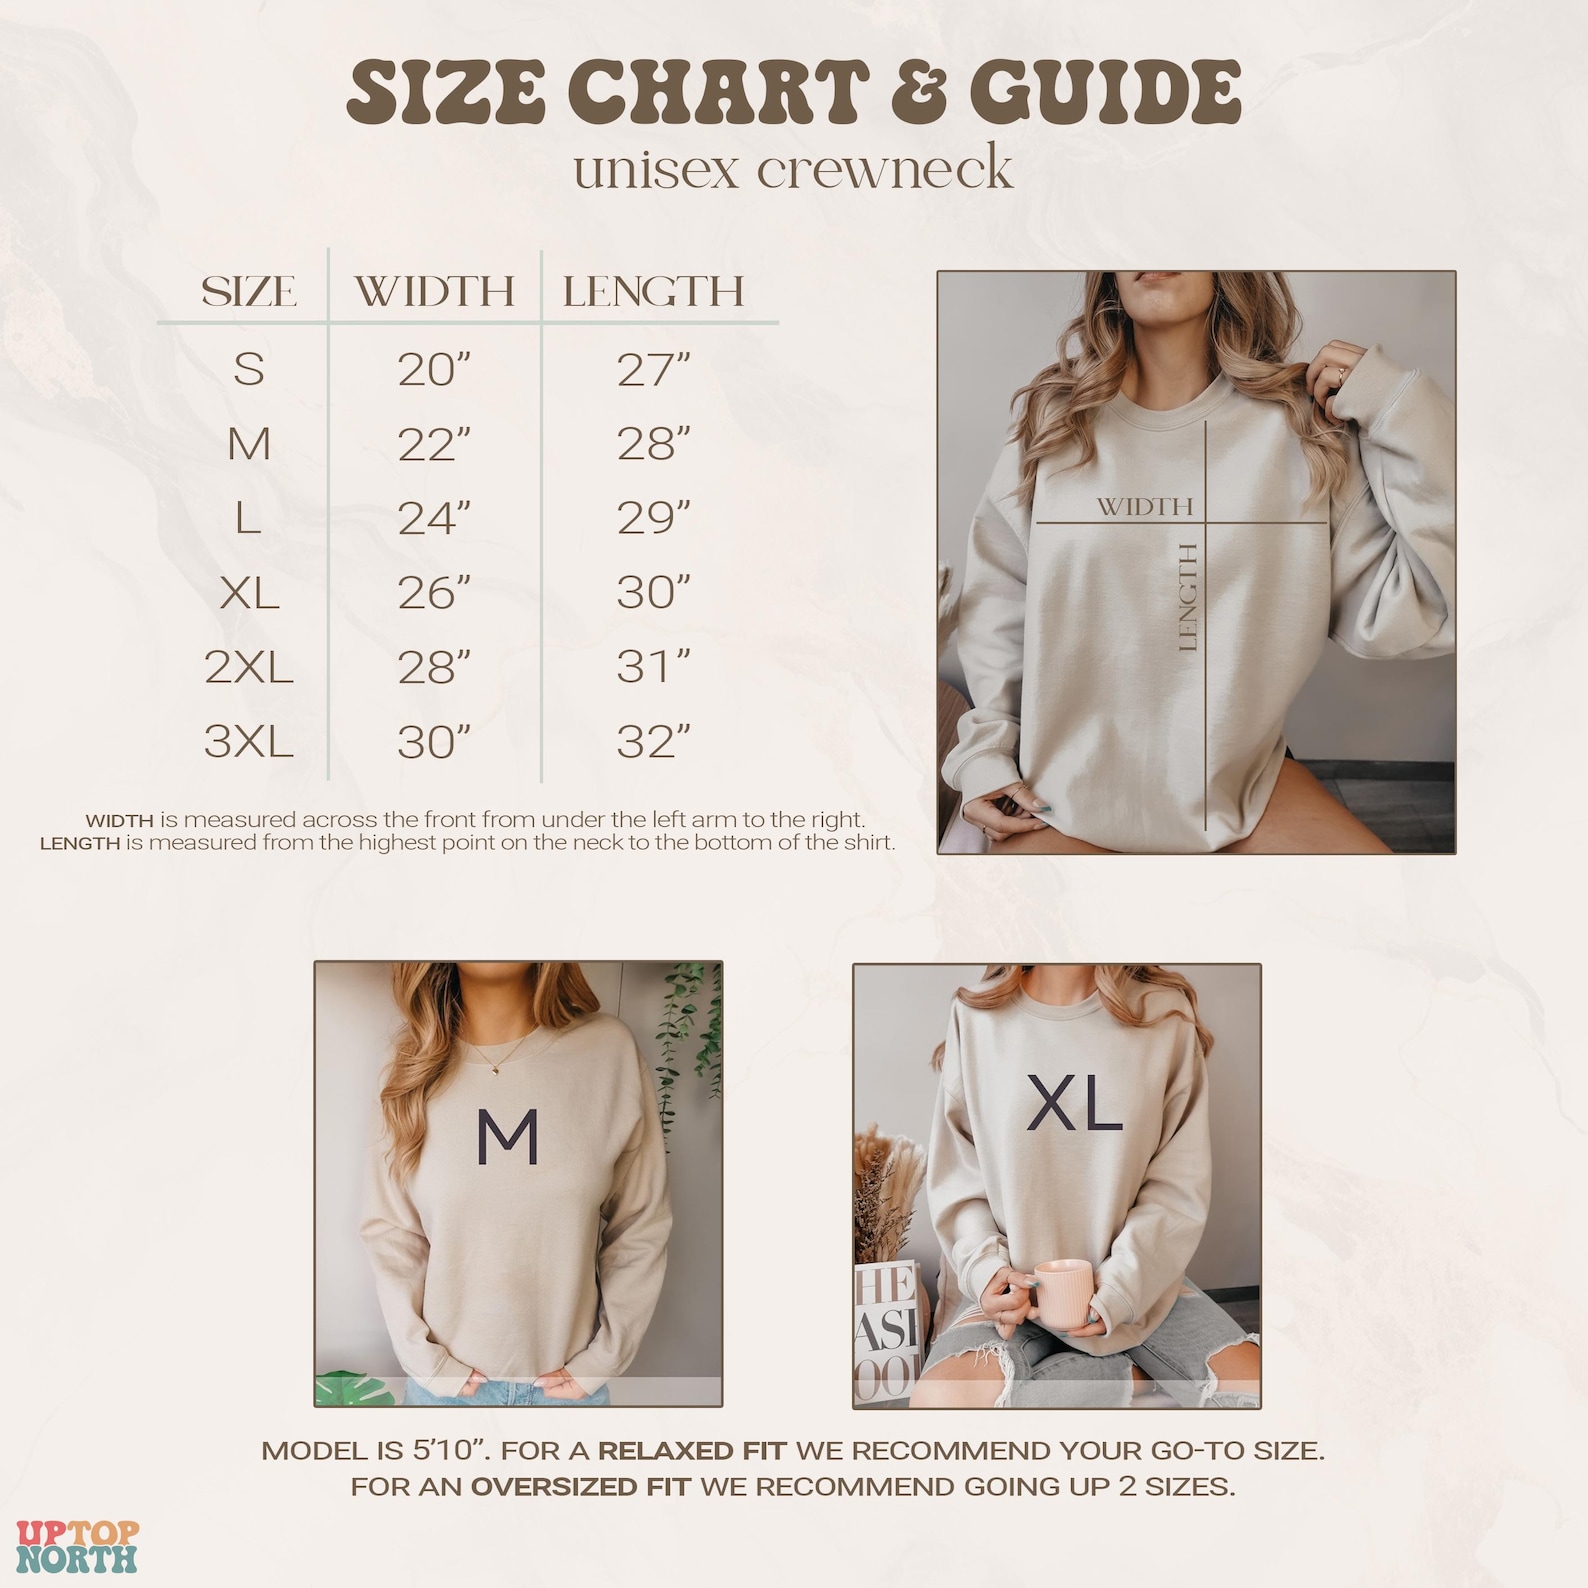 SIZE CHART & GUIDE
unisex crewneck
SIZE WIDTH LENGTH
S 20” 27”
M 22” 28”
L 24” 29”
XL 26” 30”
2XL 28” 31”
3XL 30” 32”
WIDTH is measured across the front from under the left arm to the right.
LENGTH is measured from the highest point on the neck to the bottom of the shirt.
WIDTH
LENGTH
M
XL
HE
ASI
OOI
MODEL IS 5’10”. FOR A RELAXED FIT WE RECOMMEND YOUR GO-TO SIZE.
FOR AN OVERSIZED FIT WE RECOMMEND GOING UP 2 SIZES.
UPTOP
NORTH